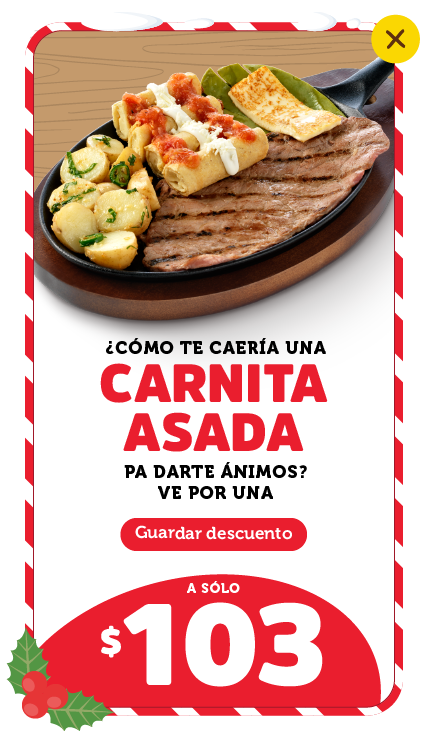 ¿CÓMO TE CAERÍA UNA
CARNITA
ASADA
PA DARTE ÁNIMOS?
VE POR UNA
Guardar descuento
A SÓLO
$103